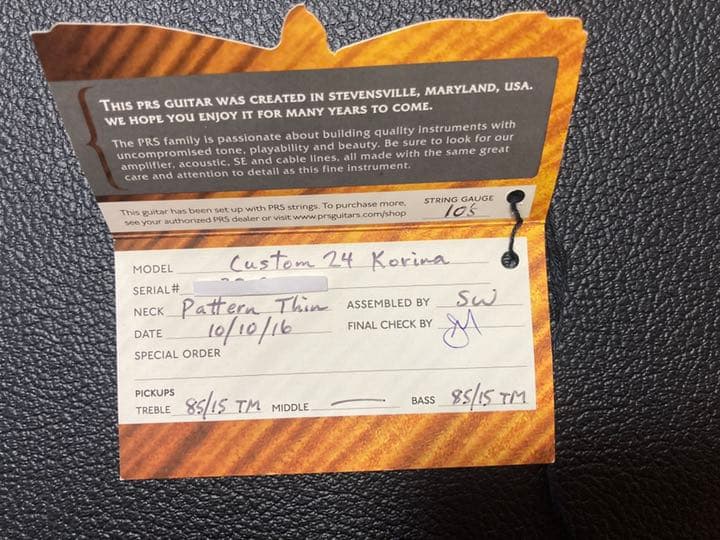 THIS PRS GUITAR WAS CREATED IN STEVENSVILLE, MARYLAND, USA.
WE HOPE YOU ENJOY IT FOR MANY YEARS TO COME.
The PRS family is passionate about building quality instruments with
uncompromised tone, playability and beauty. Be sure to look for our
amplifier, acoustic, SE and cable lines, all made with the same great
care and attention to detail as this fine instrument.
This guitar has been set up with PRS strings. To purchase more,
see your authorized PRS dealer or visit www.prsguitars.com/shop
STRING GAUGE
10's
MODEL Custom 24 Korina
SERIAL#
NECK Pattern Thin ASSEMBLED BY SW
DATE 10/10/16 FINAL CHECK BY
SPECIAL ORDER
PICKUPS
TREBLE 85/15 TM MIDDLE — BASS 85/15 TM